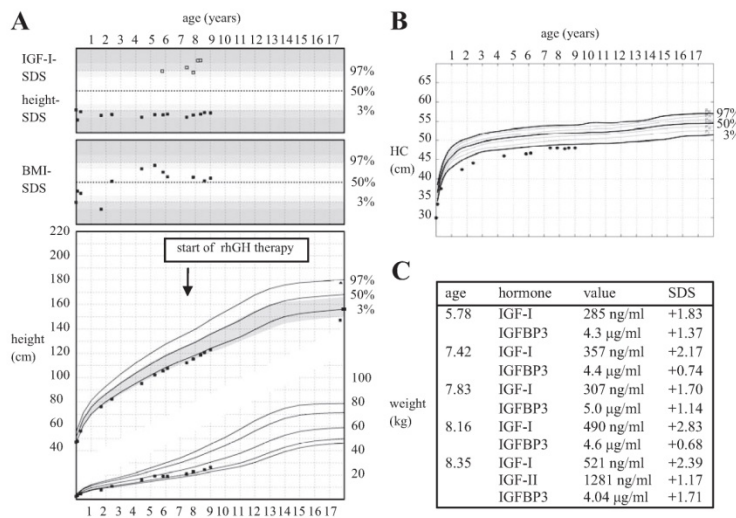 A
age (years)
1 2 3 4 5 6 7 8 9 10 11 12 13 14 15 16 17
IGF-I-
SDS
height-
SDS
97%
50%
3%
BMI-
SDS
97%
50%
3%
220
200
180
160
140
120
100
80
60
40
height
(cm)
start of rhGH therapy
97%
50%
3%
100
80
60
40
20
weight
(kg)
1 2 3 4 5 6 7 8 9 10 11 12 13 14 15 16 17
B
age (years)
1 2 3 4 5 6 7 8 9 10 11 12 13 14 15 16 17
65
60
55
50
45
40
35
30
25
HC
(cm)
97%
50%
3%
C
age hormone value SDS
5.78 IGF-I 285 ng/ml +1.83
IGFBP3 4.3 µg/ml +1.37
7.42 IGF-I 357 ng/ml +2.17
IGFBP3 4.4 µg/ml +0.74
7.83 IGF-I 307 ng/ml +1.70
IGFBP3 5.0 µg/ml +1.14
8.16 IGF-I 490 ng/ml +2.83
IGFBP3 4.6 µg/ml +0.68
8.35 IGF-I 521 ng/ml +2.39
IGF-II 1281 ng/ml +1.17
IGFBP3 4.04 µg/ml +1.71